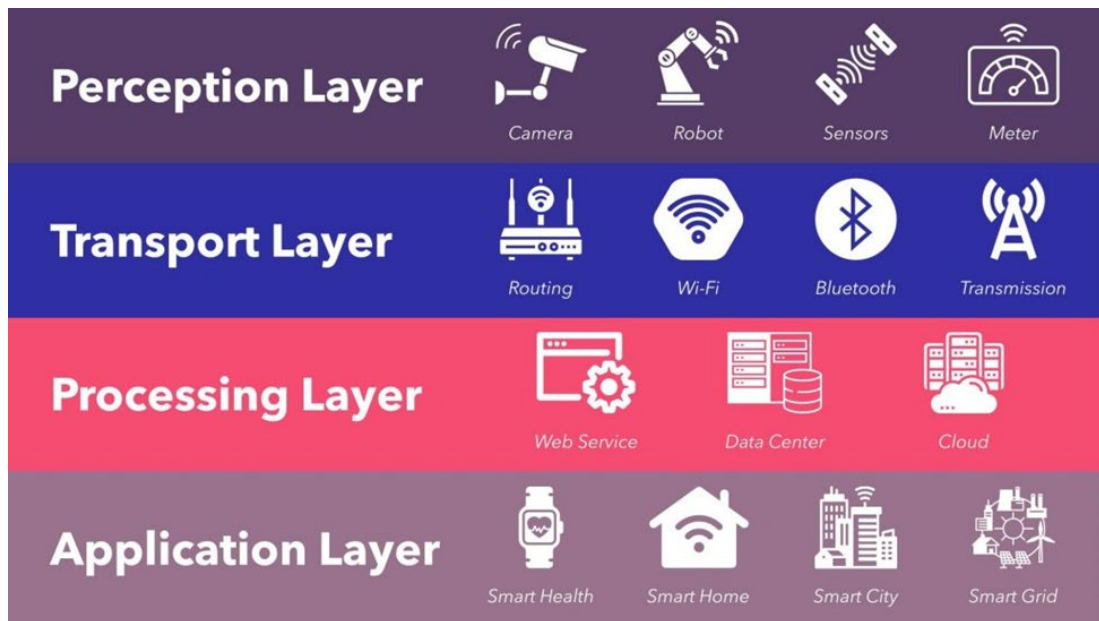 Perception Layer
Camera
Robot
Sensors
Meter
Transport Layer
Routing
Wi-Fi
Bluetooth
Transmission
Processing Layer
Web Service
Data Center
Cloud
Application Layer
Smart Health
Smart Home
Smart City
Smart Grid